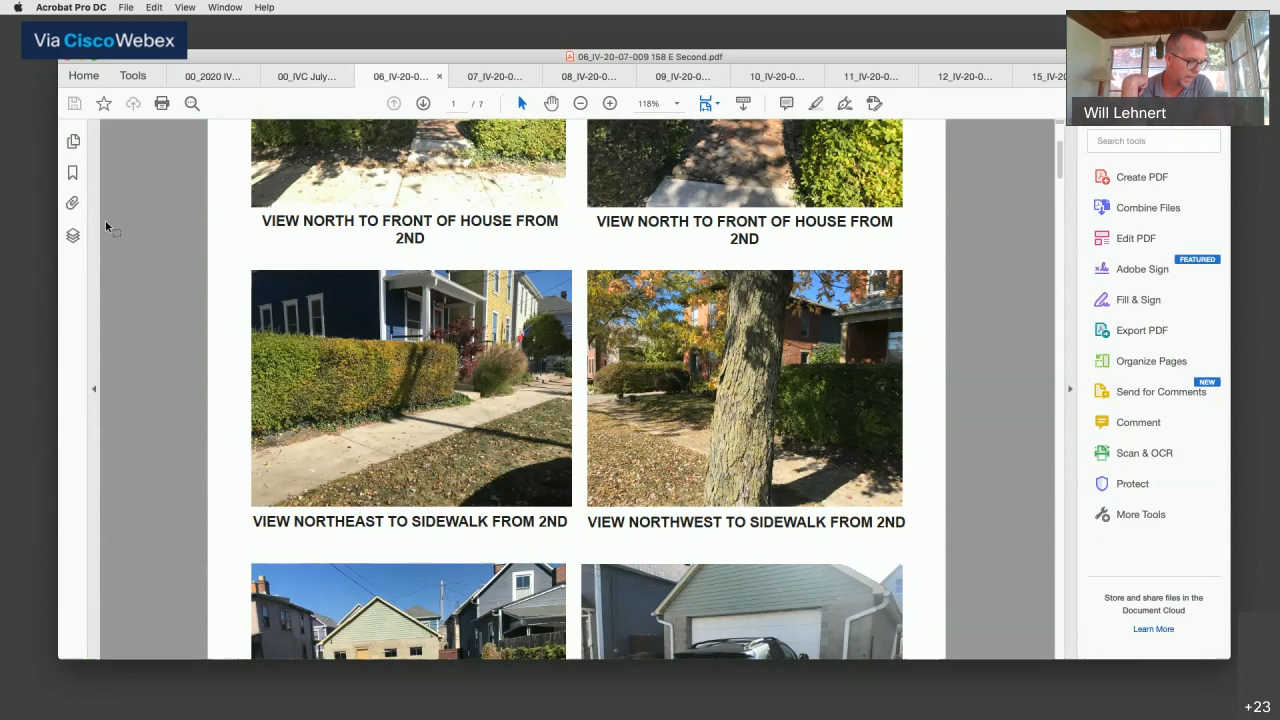 Acrobat Pro DC File Edit View Window Help
Via CiscoWebex
06_IV-20-07-009 158 E Second.pdf
Home Tools 00_2020 IV... 00_IVC July... 06_IV-20-0... × 07_IV-20-0... 08_IV-20-0... 09_IV-20-0... 10_IV-20-0... 11_IV-20-0... 12_IV-20-0... 15_IV-20
1 / 7 118%
Will Lehnert
Search tools
Create PDF
Combine Files
Edit PDF
FEATURED
Adobe Sign
Fill & Sign
Export PDF
Organize Pages
NEW
Send for Comments
Comment
Scan & OCR
Protect
More Tools
Store and share files in the
Document Cloud
Learn More
VIEW NORTH TO FRONT OF HOUSE FROM
2ND
VIEW NORTH TO FRONT OF HOUSE FROM
2ND
VIEW NORTHEAST TO SIDEWALK FROM 2ND
VIEW NORTHWEST TO SIDEWALK FROM 2ND
+23